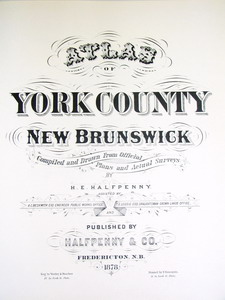 ATLAS
OF
YORK COUNTY
NEW BRUNSWICK
Compiled and Drawn from Official
Plans and Actual Surveys
BY
H. E. HALFPENNY
AND
PUBLISHED BY
HALFPENNY & CO.
FREDERICTON, N.B.
1878